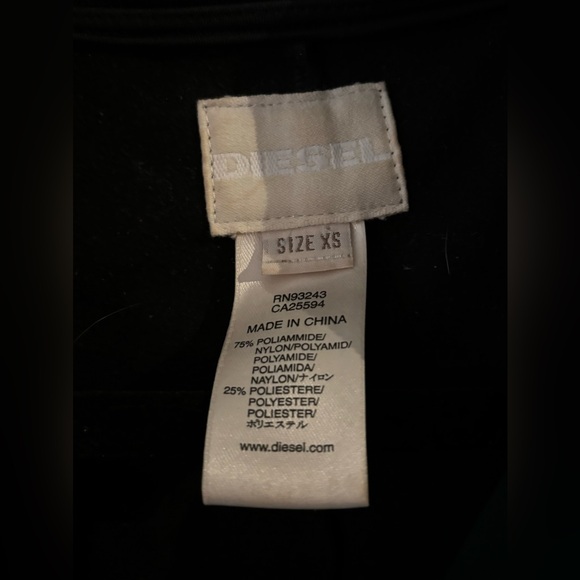 DIESEL
SIZE XS
RN93243
CA25594
MADE IN CHINA
75% POLIAMMIDE/
NYLON/POLYAMID/
POLYAMIDE/
POLIAMIDA/
NAYLON/ナイロン
25% POLIESTERE/
POLYESTER/
POLIESTER/
ポリエステル
www.diesel.com